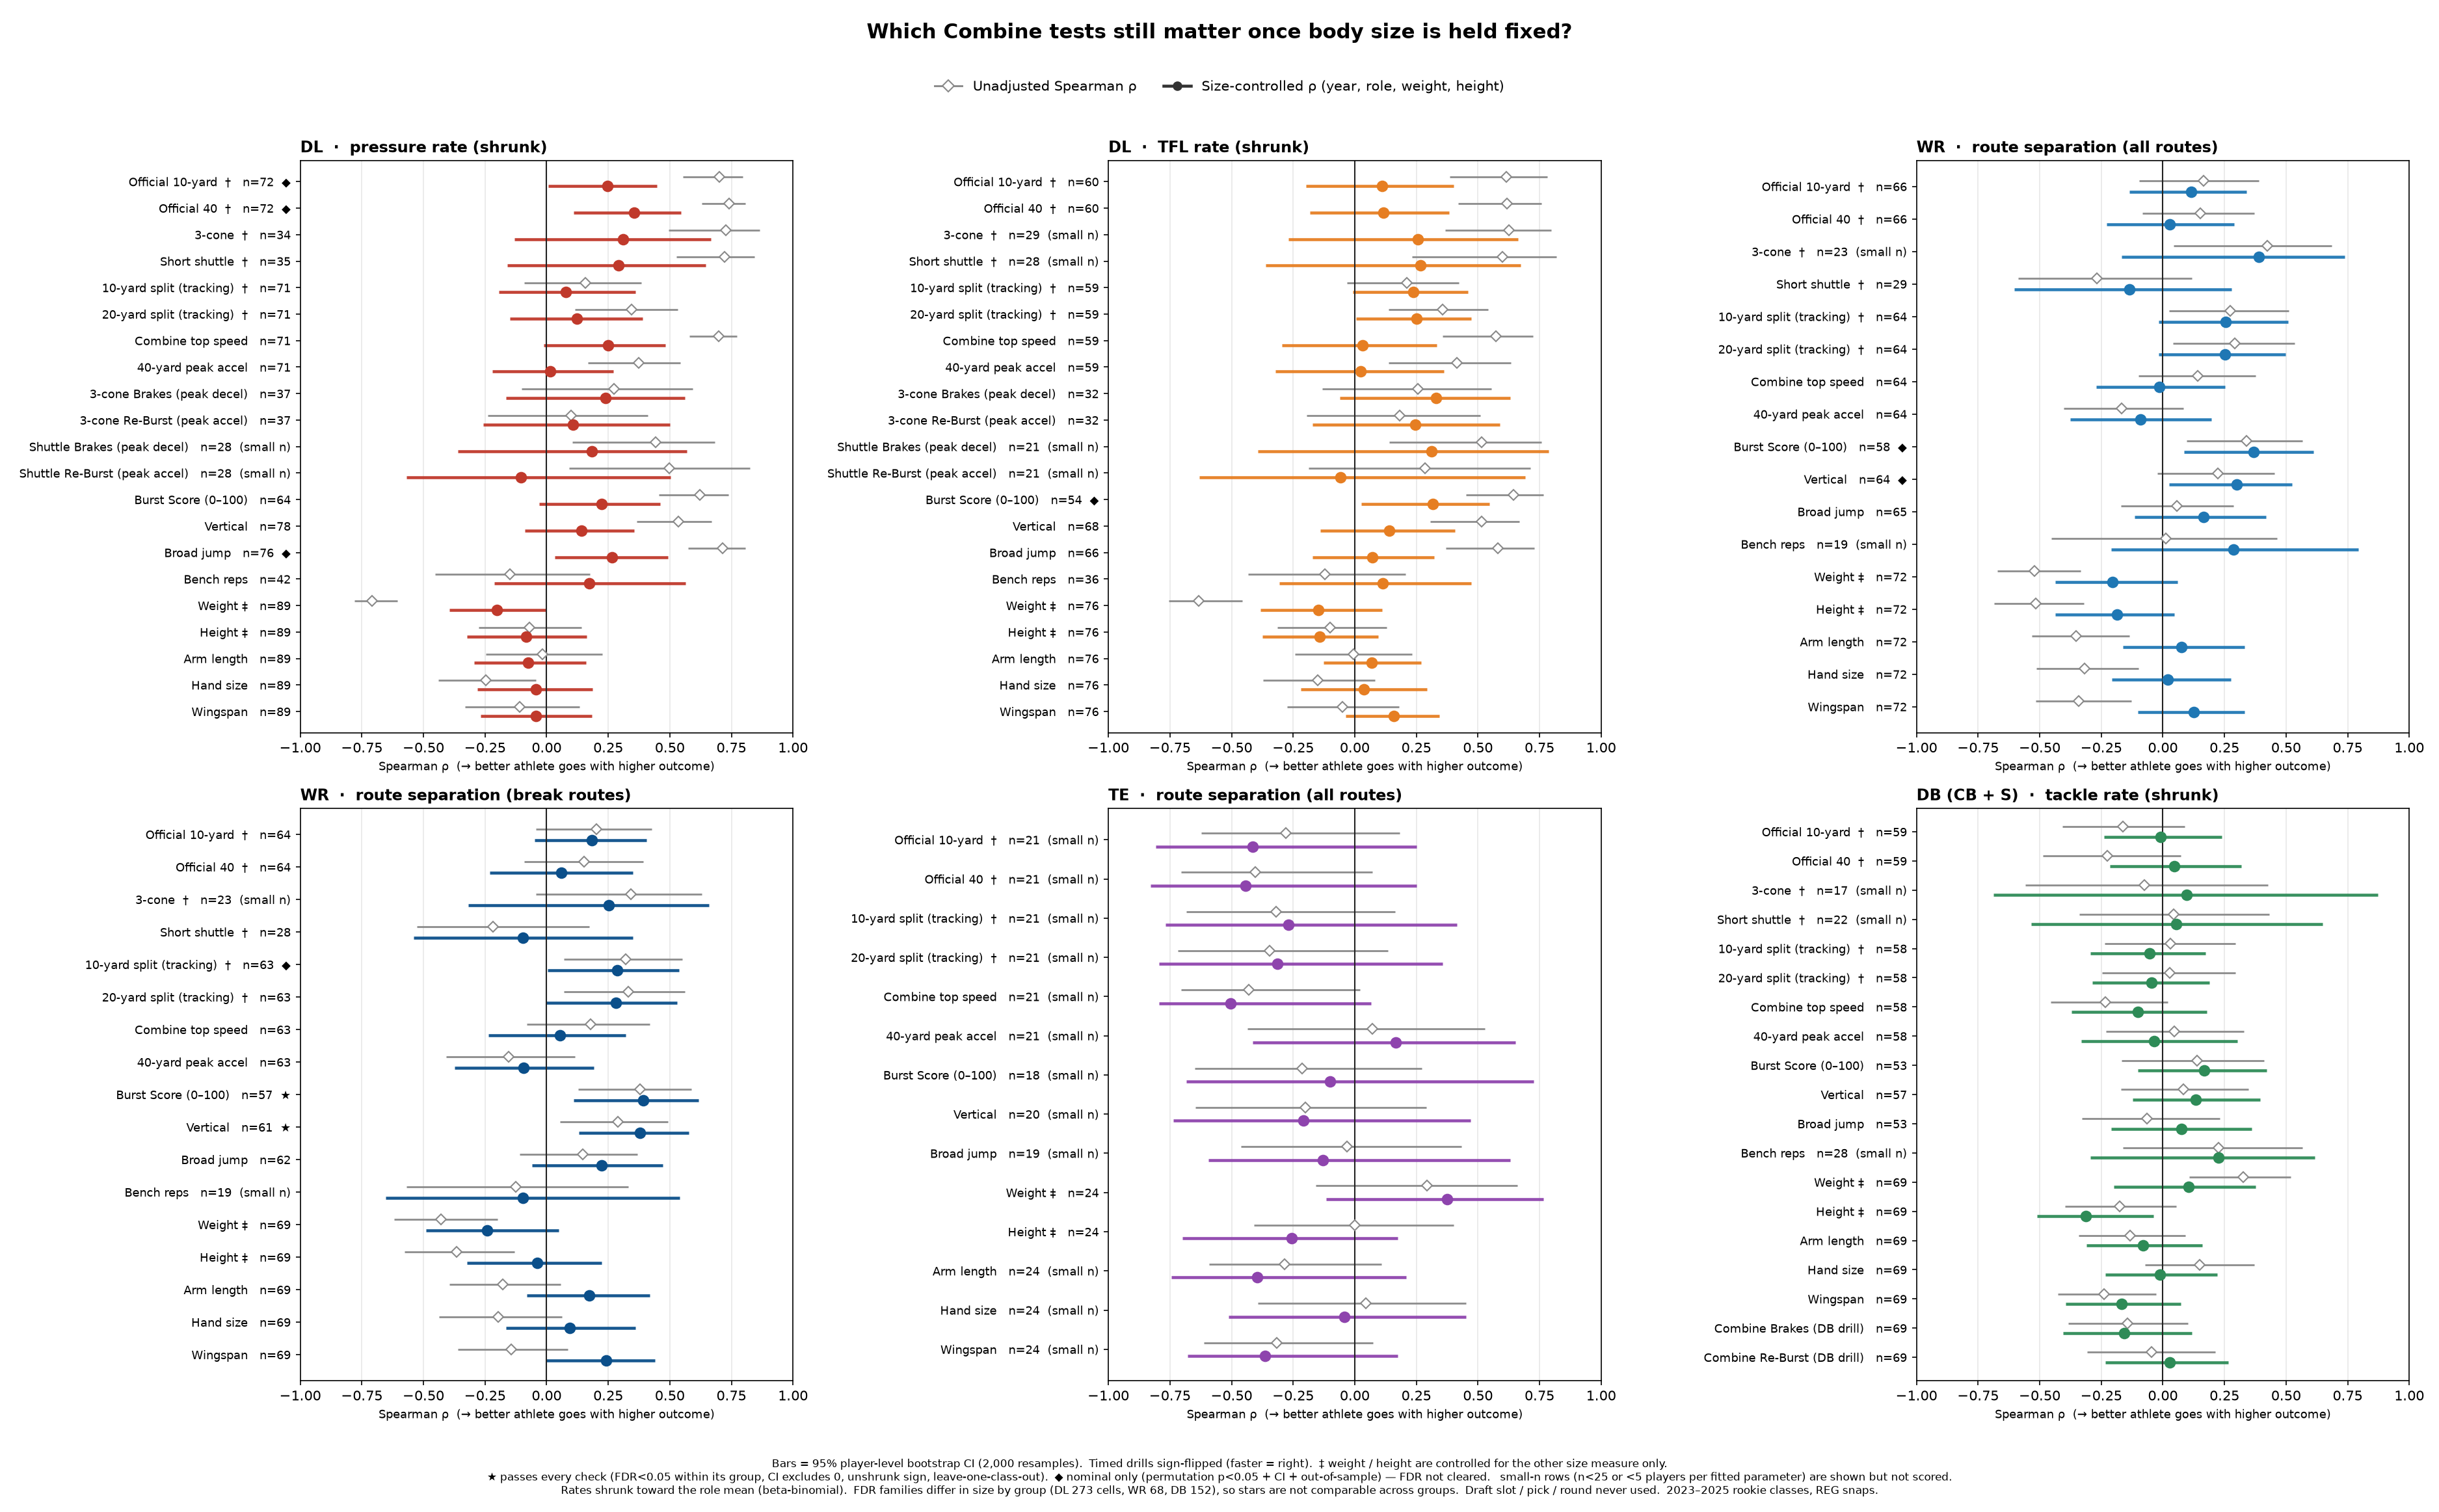 Which Combine tests still matter once body size is held fixed?
Unadjusted Spearman ρ
Size-controlled ρ (year, role, weight, height)
DL · pressure rate (shrunk)
Official 10-yard † n=72 ◆
Official 40 † n=72 ◆
3-cone † n=34
Short shuttle † n=35
10-yard split (tracking) † n=71
20-yard split (tracking) † n=71
Combine top speed n=71
40-yard peak accel n=71
3-cone Brakes (peak decel) n=37
3-cone Re-Burst (peak accel) n=37
Shuttle Brakes (peak decel) n=28 (small n)
Shuttle Re-Burst (peak accel) n=28 (small n)
Burst Score (0–100) n=64
Vertical n=78
Broad jump n=76 ◆
Bench reps n=42
Weight ‡ n=89
Height ‡ n=89
Arm length n=89
Hand size n=89
Wingspan n=89
−1.00 −0.75 −0.50 −0.25 0.00 0.25 0.50 0.75 1.00
Spearman ρ (→ better athlete goes with higher outcome)
DL · TFL rate (shrunk)
Official 10-yard † n=60
Official 40 † n=60
3-cone † n=29 (small n)
Short shuttle † n=28 (small n)
10-yard split (tracking) † n=59
20-yard split (tracking) † n=59
Combine top speed n=59
40-yard peak accel n=59
3-cone Brakes (peak decel) n=32
3-cone Re-Burst (peak accel) n=32
Shuttle Brakes (peak decel) n=21 (small n)
Shuttle Re-Burst (peak accel) n=21 (small n)
Burst Score (0–100) n=54 ◆
Vertical n=68
Broad jump n=66
Bench reps n=36
Weight ‡ n=76
Height ‡ n=76
Arm length n=76
Hand size n=76
Wingspan n=76
−1.00 −0.75 −0.50 −0.25 0.00 0.25 0.50 0.75 1.00
Spearman ρ (→ better athlete goes with higher outcome)
WR · route separation (all routes)
Official 10-yard † n=66
Official 40 † n=66
3-cone † n=23 (small n)
Short shuttle † n=29
10-yard split (tracking) † n=64
20-yard split (tracking) † n=64
Combine top speed n=64
40-yard peak accel n=64
Burst Score (0–100) n=58 ◆
Vertical n=64 ◆
Broad jump n=65
Bench reps n=19 (small n)
Weight ‡ n=72
Height ‡ n=72
Arm length n=72
Hand size n=72
Wingspan n=72
−1.00 −0.75 −0.50 −0.25 0.00 0.25 0.50 0.75 1.00
Spearman ρ (→ better athlete goes with higher outcome)
WR · route separation (break routes)
Official 10-yard † n=64
Official 40 † n=64
3-cone † n=23 (small n)
Short shuttle † n=28
10-yard split (tracking) † n=63 ◆
20-yard split (tracking) † n=63
Combine top speed n=63
40-yard peak accel n=63
Burst Score (0–100) n=57 ★
Vertical n=61 ★
Broad jump n=62
Bench reps n=19 (small n)
Weight ‡ n=69
Height ‡ n=69
Arm length n=69
Hand size n=69
Wingspan n=69
−1.00 −0.75 −0.50 −0.25 0.00 0.25 0.50 0.75 1.00
Spearman ρ (→ better athlete goes with higher outcome)
TE · route separation (all routes)
Official 10-yard † n=21 (small n)
Official 40 † n=21 (small n)
10-yard split (tracking) † n=21 (small n)
20-yard split (tracking) † n=21 (small n)
Combine top speed n=21 (small n)
40-yard peak accel n=21 (small n)
Burst Score (0–100) n=18 (small n)
Vertical n=20 (small n)
Broad jump n=19 (small n)
Weight ‡ n=24
Height ‡ n=24
Arm length n=24 (small n)
Hand size n=24 (small n)
Wingspan n=24 (small n)
−1.00 −0.75 −0.50 −0.25 0.00 0.25 0.50 0.75 1.00
Spearman ρ (→ better athlete goes with higher outcome)
DB (CB + S) · tackle rate (shrunk)
Official 10-yard † n=59
Official 40 † n=59
3-cone † n=17 (small n)
Short shuttle † n=22 (small n)
10-yard split (tracking) † n=58
20-yard split (tracking) † n=58
Combine top speed n=58
40-yard peak accel n=58
Burst Score (0–100) n=53
Vertical n=57
Broad jump n=53
Bench reps n=28 (small n)
Weight ‡ n=69
Height ‡ n=69
Arm length n=69
Hand size n=69
Wingspan n=69
Combine Brakes (DB drill) n=69
Combine Re-Burst (DB drill) n=69
−1.00 −0.75 −0.50 −0.25 0.00 0.25 0.50 0.75 1.00
Spearman ρ (→ better athlete goes with higher outcome)
Bars = 95% player-level bootstrap CI (2,000 resamples). Timed drills sign-flipped (faster = right). ‡ weight / height are controlled for the other size measure only.
★ passes every check (FDR<0.05 within its group, CI excludes 0, unshrunk sign, leave-one-class-out). ◆ nominal only (permutation p<0.05 + CI + out-of-sample) — FDR not cleared. small-n rows (n<25 or <5 players per fitted parameter) are shown but not scored.
Rates shrunk toward the role mean (beta-binomial). FDR families differ in size by group (DL 273 cells, WR 68, DB 152), so stars are not comparable across groups. Draft slot / pick / round never used. 2023–2025 rookie classes, REG snaps.